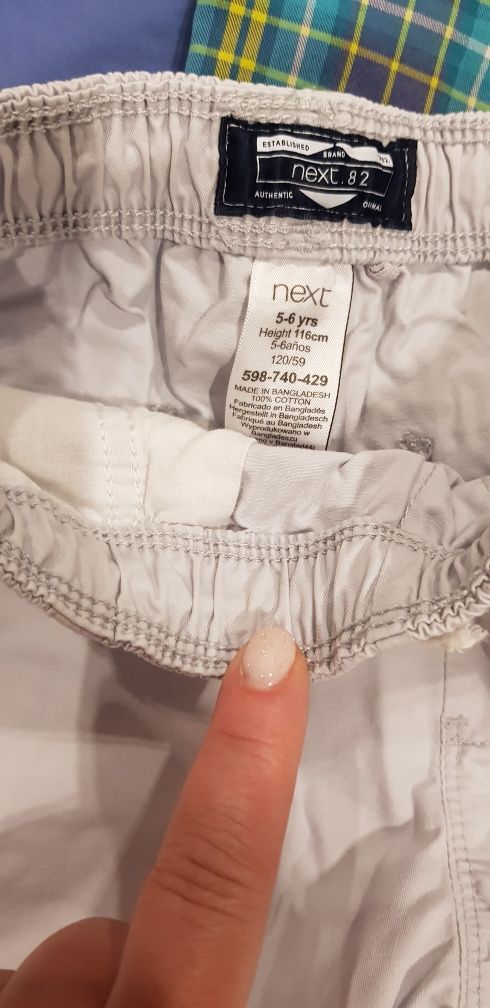 ESTABLISHED
BRAND
next.82
AUTHENTIC
next
5-6 yrs
Height 116cm
5-6años
120/59
598-740-429
MADE IN BANGLADESH
100% COTTON
Fabricado en Bangladés
Hergestellt in Bangladesch
Fabriqué au Bangladesh
Wyprodukowano w
Bangladeszu